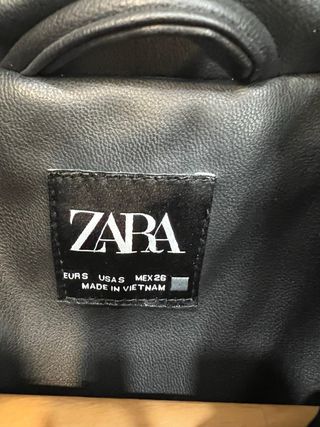 ZARA
EUR S USA S MEX 26
MADE IN VIETNAM